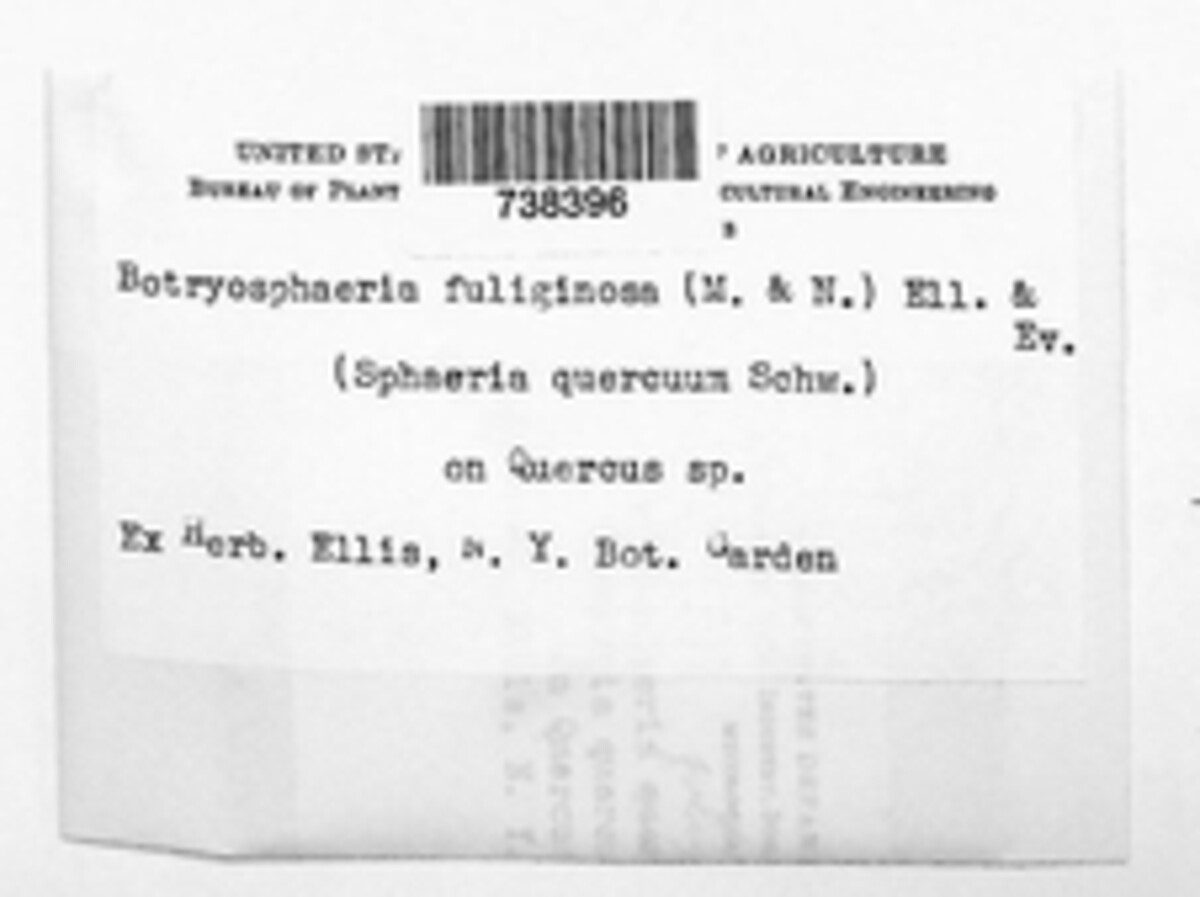 UNITED ST
AGRICULTURE
BUREAU OF PLANT
CULTURAL ENGINEERING
738396
S
Botryosphaeria fuliginosa (M. & N.) Ell. &
Ev.
(Sphaeria quercuum Schw.)
on Quercus sp.
Ex Herb. Ellis, N. Y. Bot. Garden